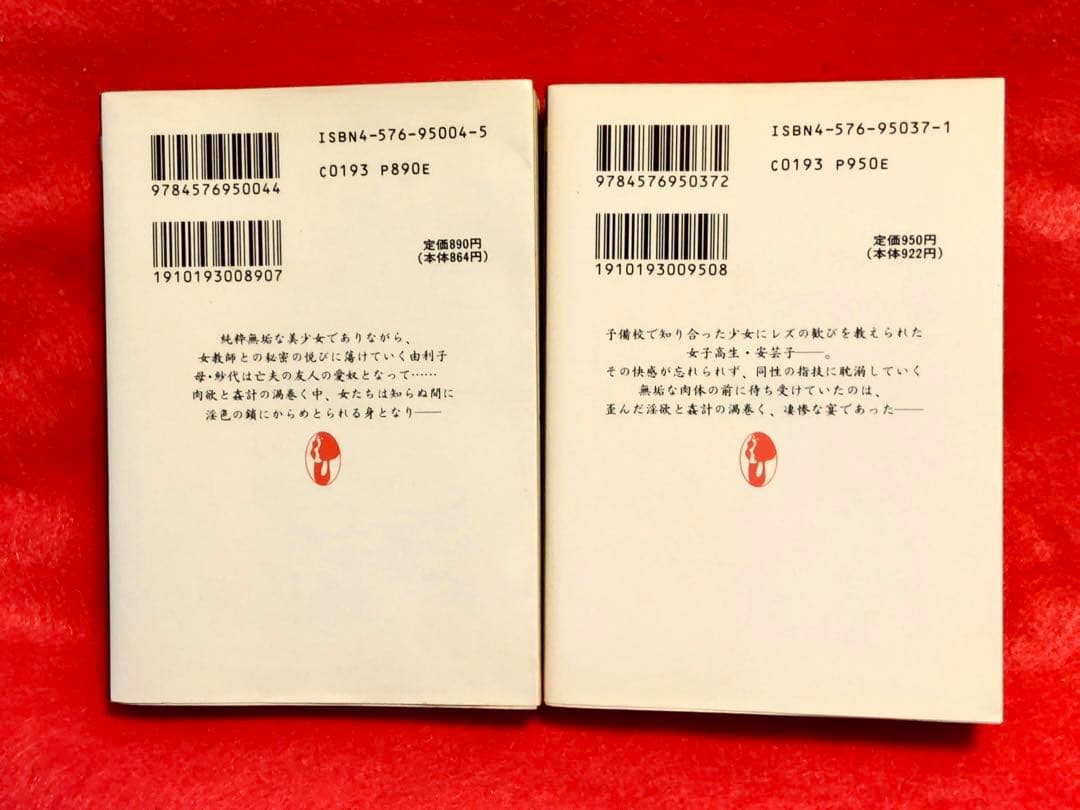 ISBN4-576-95004-5
C0193 P890E
9784576950044
定価890円
(本体864円)
1910193008907
純粋無垢な美少女でありながら、
女教師との秘密の悦びに蕩けていく由利子
母・紗代は亡夫の友人の愛奴となって……
肉欲と姦計の渦巻く中、女たちは知らぬ間に
淫色の鎖にからめとられる身となり──
ISBN4-576-95037-1
C0193 P950E
9784576950372
定価950円
(本体922円)
1910193009508
予備校で知り合った少女にレズの歓びを教えられた
女子高生・安芸子──。
その快感が忘れられず、同性の指技に耽溺していく
無垢な肉体の前に待ち受けていたのは、
歪んだ淫欲と姦計の渦巻く、凄惨な宴であった──